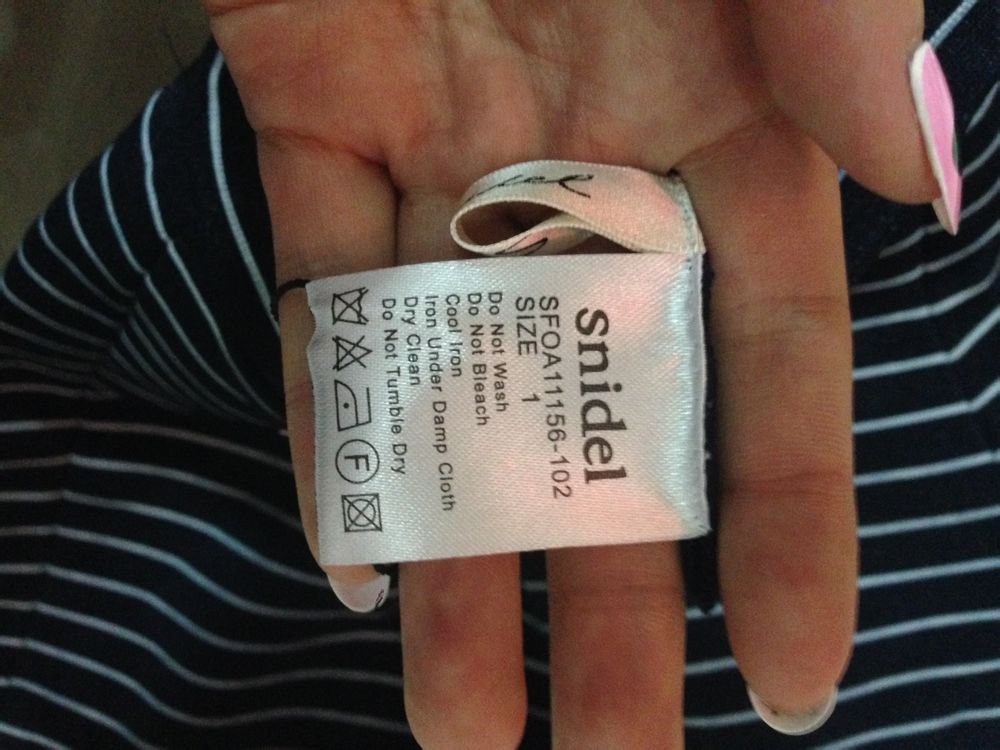 Snidel
SFOA11156-102
SIZE 1
Do Not Wash
Do Not Bleach
Cool Iron
Iron Under Damp Cloth
Dry Clean
Do Not Tumble Dry
F